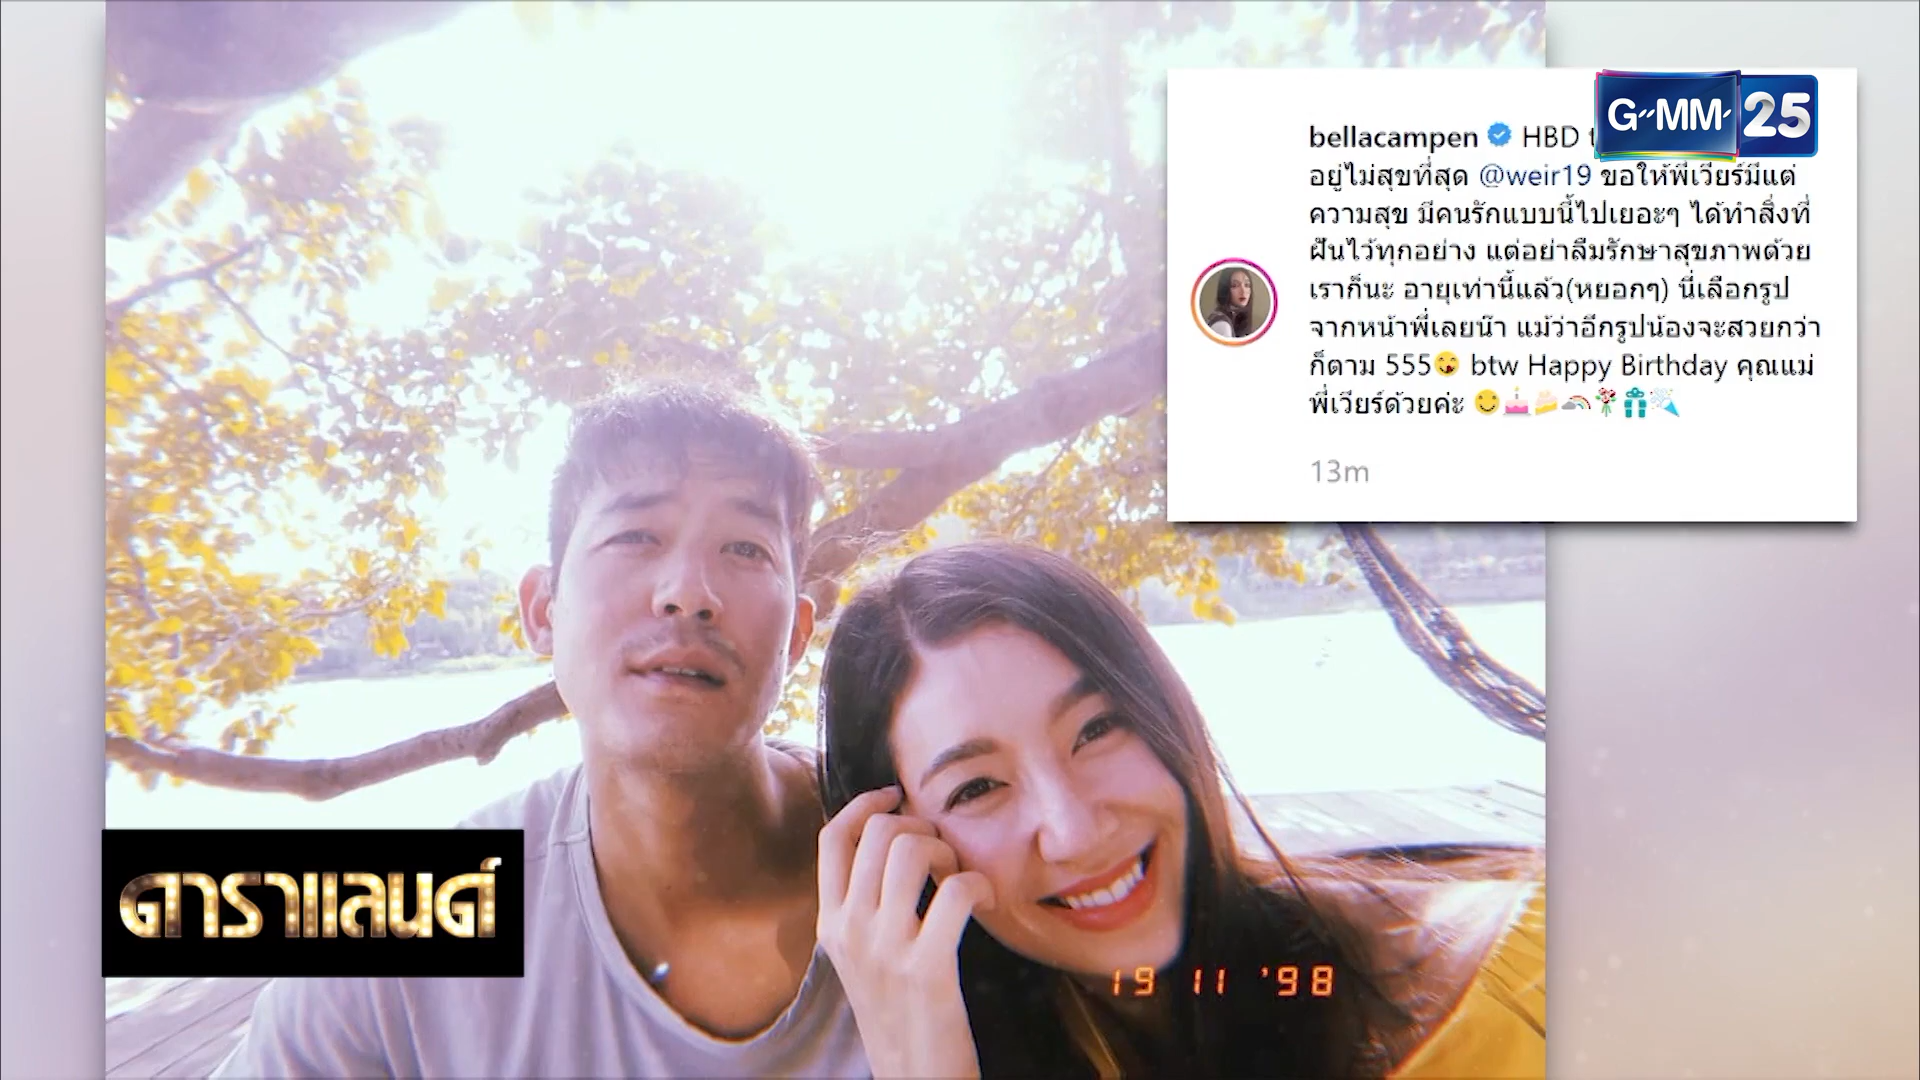 G"MM' 25
bellacampen HBD
อยู่ไม่สุขที่สุด @weir19 ขอให้พี่เวียร์มีแต่
ความสุข มีคนรักแบบนี้ไปเยอะๆ ได้ทำสิ่งที่
ฝันไว้ทุกอย่าง แต่อย่าลืมรักษาสุขภาพด้วย
เราก็นะ อายุเท่านี้แล้ว(หยอกๆ) นี่เลือกรูป
จากหน้าพี่เลยน๊า แม้ว่าอีกรูปน้องจะสวยกว่า
ก็ตาม 555😋 btw Happy Birthday คุณแม่
พี่เวียร์ด้วยค่ะ 😊🎂🍰🌈💐🎁🎉
13m
ดาราแลนด์
19 11 '98